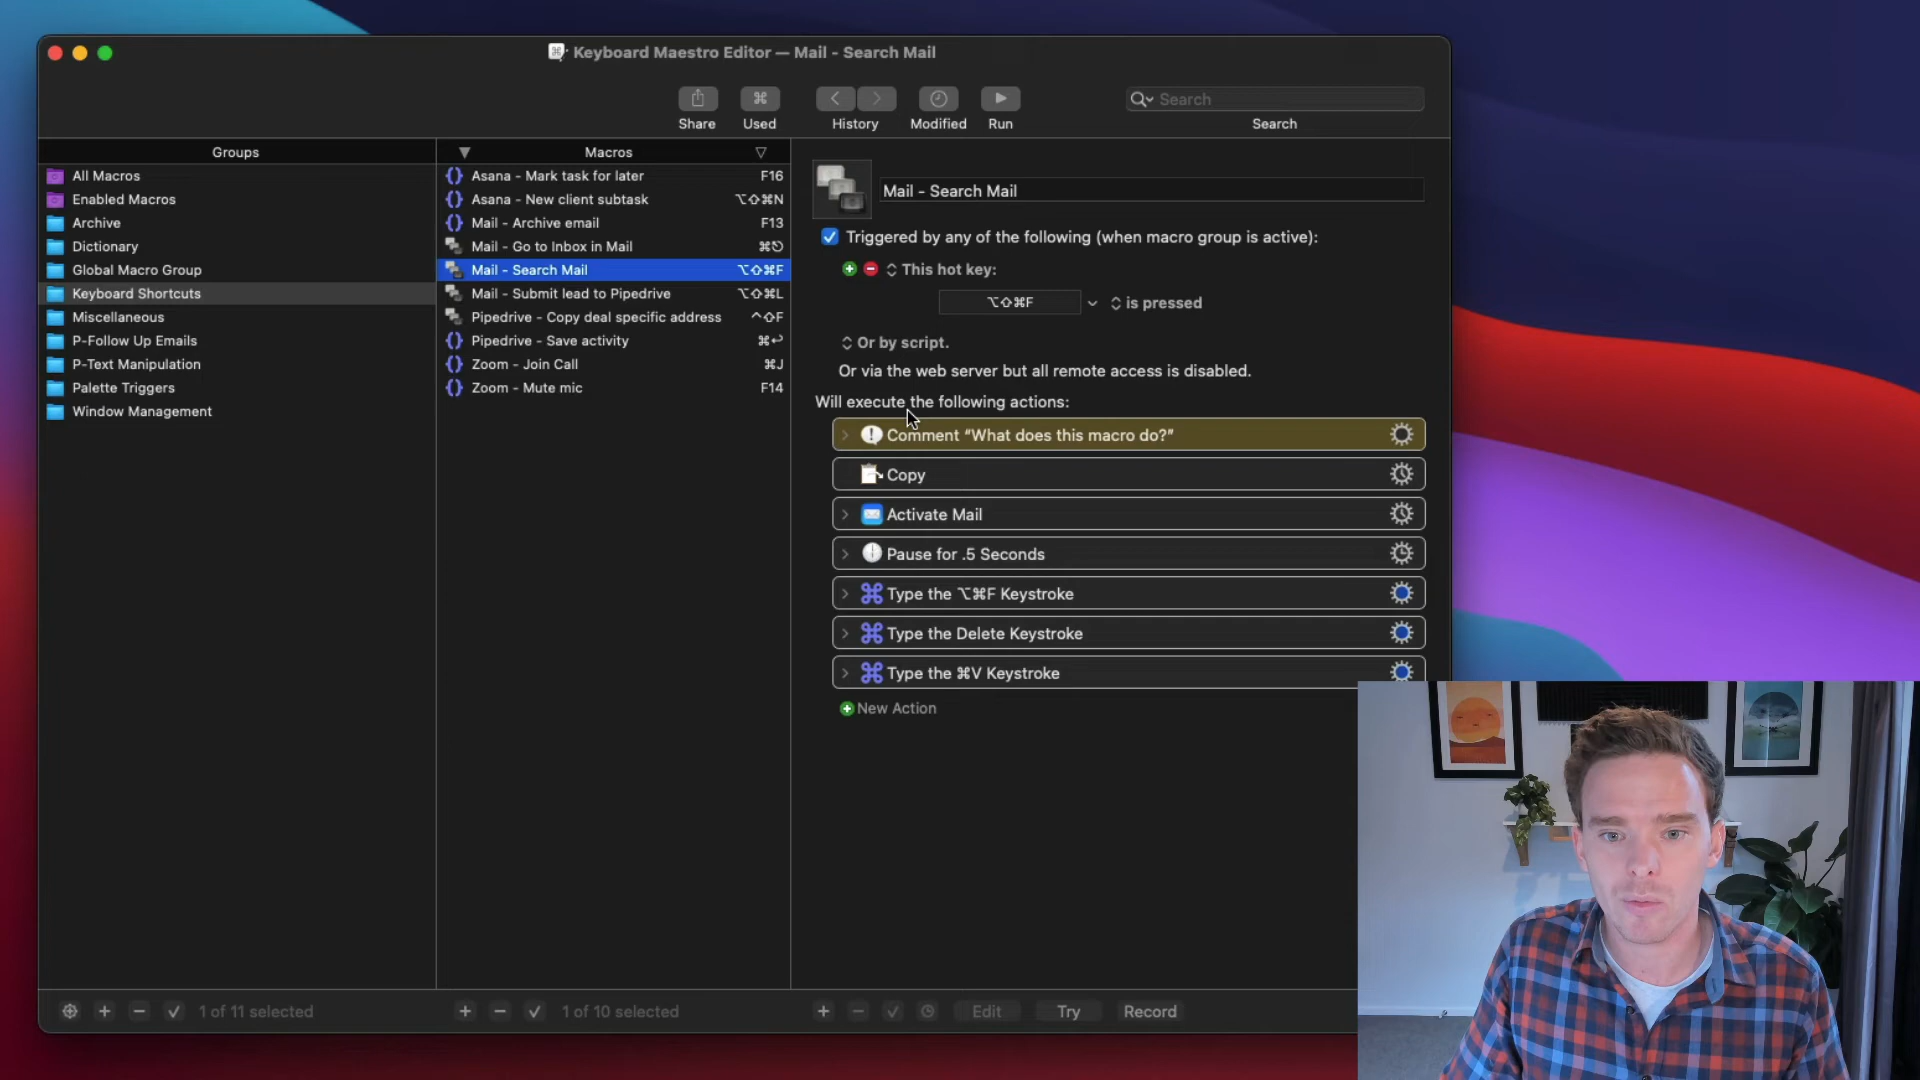 Keyboard Maestro Editor — Mail - Search Mail
Share
Used
History
Modified
Run
Search
Search
Groups
All Macros
Enabled Macros
Archive
Dictionary
Global Macro Group
Keyboard Shortcuts
Miscellaneous
P-Follow Up Emails
P-Text Manipulation
Palette Triggers
Window Management
Macros
Asana - Mark task for later F16
Asana - New client subtask ⌥⇧⌘N
Mail - Archive email F13
Mail - Go to Inbox in Mail ⌘⎋
Mail - Search Mail ⌥⇧⌘F
Mail - Submit lead to Pipedrive ⌥⇧⌘L
Pipedrive - Copy deal specific address ^⇧F
Pipedrive - Save activity ⌘↩
Zoom - Join Call ⌘J
Zoom - Mute mic F14
Mail - Search Mail
Triggered by any of the following (when macro group is active):
This hot key:
⌥⇧⌘F is pressed
Or by script.
Or via the web server but all remote access is disabled.
Will execute the following actions:
Comment “What does this macro do?”
Copy
Activate Mail
Pause for .5 Seconds
Type the ⌥⌘F Keystroke
Type the Delete Keystroke
Type the ⌘V Keystroke
New Action
1 of 11 selected
1 of 10 selected
Edit
Try
Record